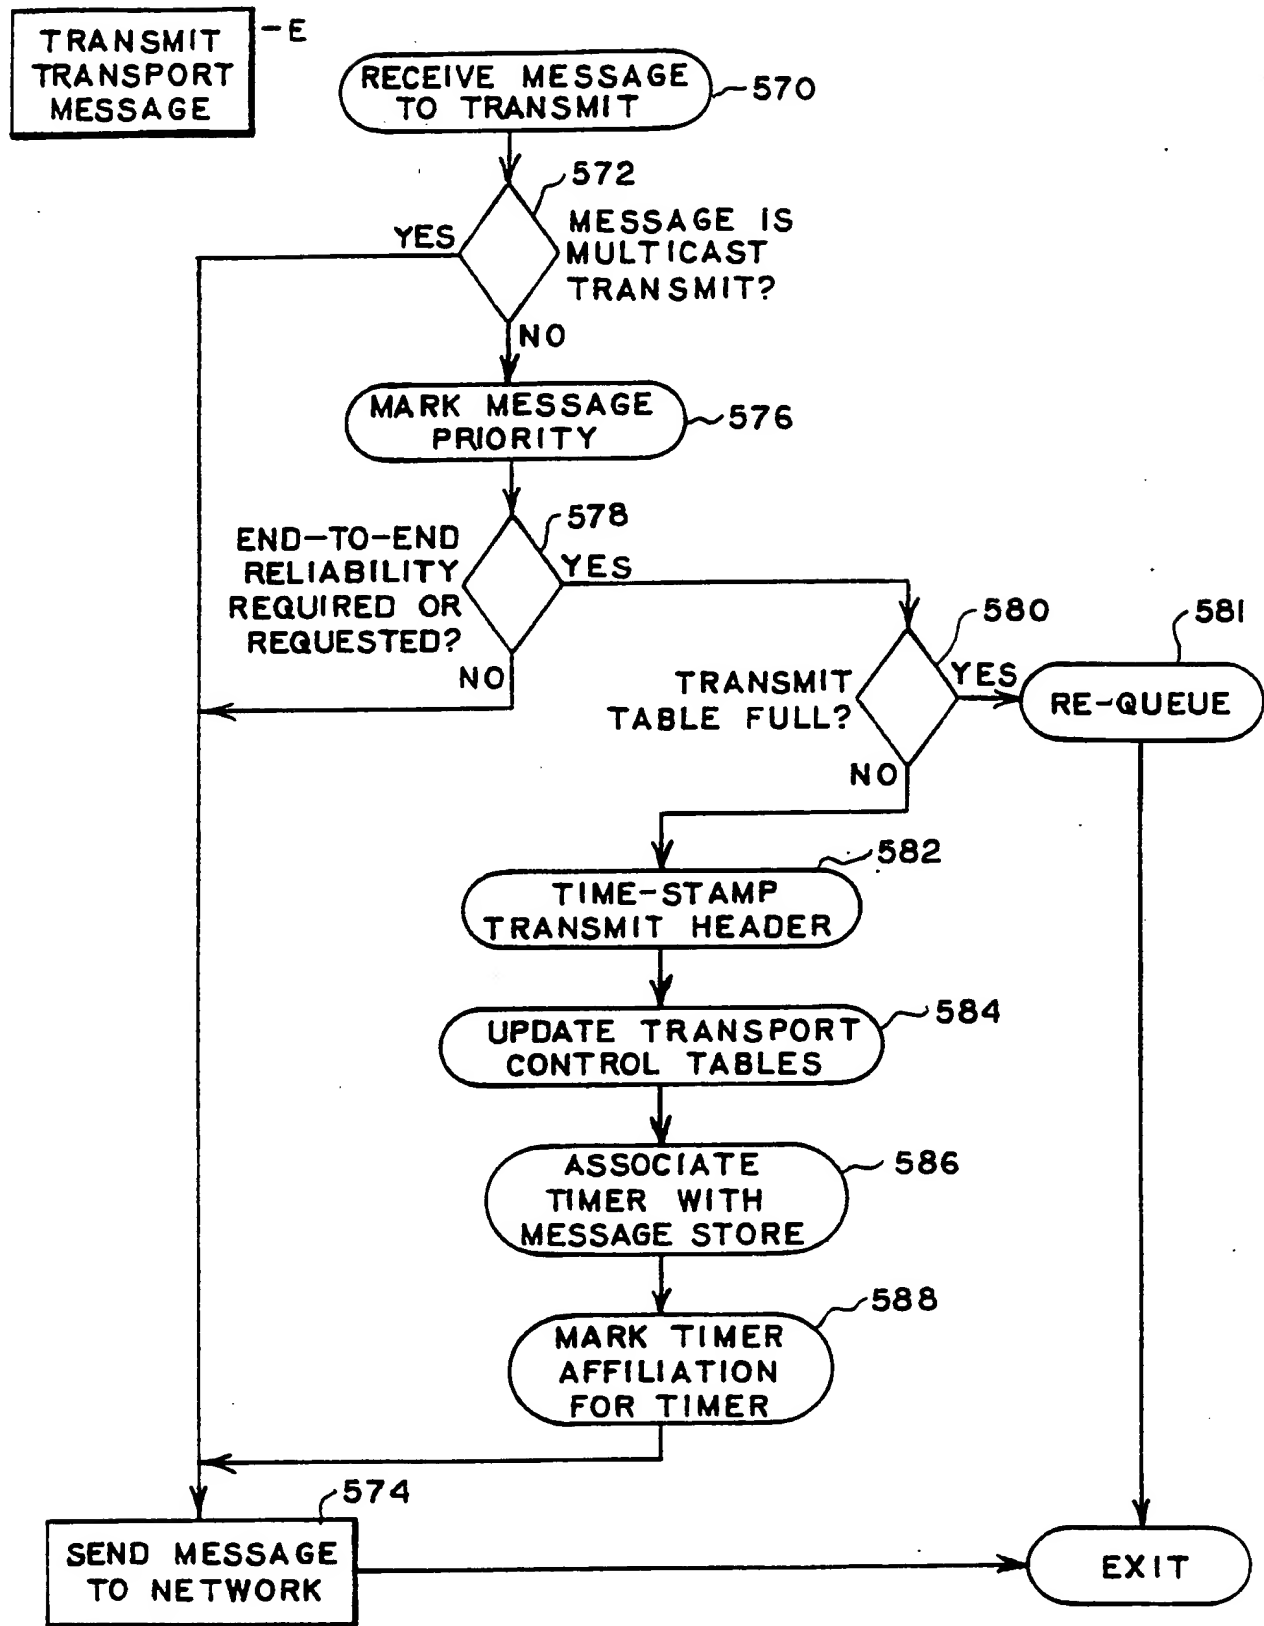 TRANSMIT
TRANSPORT
MESSAGE
-E
RECEIVE MESSAGE
TO TRANSMIT
570
572
MESSAGE IS
MULTICAST
TRANSMIT?
YES
NO
MARK MESSAGE
PRIORITY
576
578
END-TO-END
RELIABILITY
REQUIRED OR
REQUESTED?
YES
NO
580
TRANSMIT
TABLE FULL?
YES
NO
581
RE-QUEUE
582
TIME-STAMP
TRANSMIT HEADER
584
UPDATE TRANSPORT
CONTROL TABLES
586
ASSOCIATE
TIMER WITH
MESSAGE STORE
588
MARK TIMER
AFFILIATION
FOR TIMER
574
SEND MESSAGE
TO NETWORK
EXIT